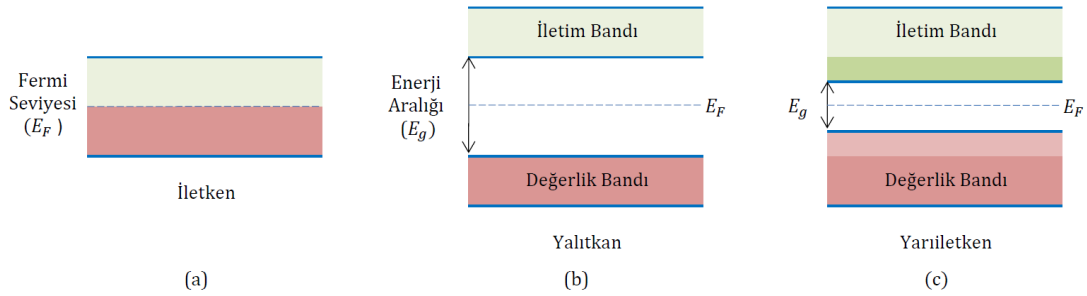 Fermi
Seviyesi
(E_F )
İletken
(a)
İletim Bandı
Enerji
Aralığı
(E_g)
E_F
Değerlik Bandı
Yalıtkan
(b)
İletim Bandı
E_g
E_F
Değerlik Bandı
Yarıiletken
(c)